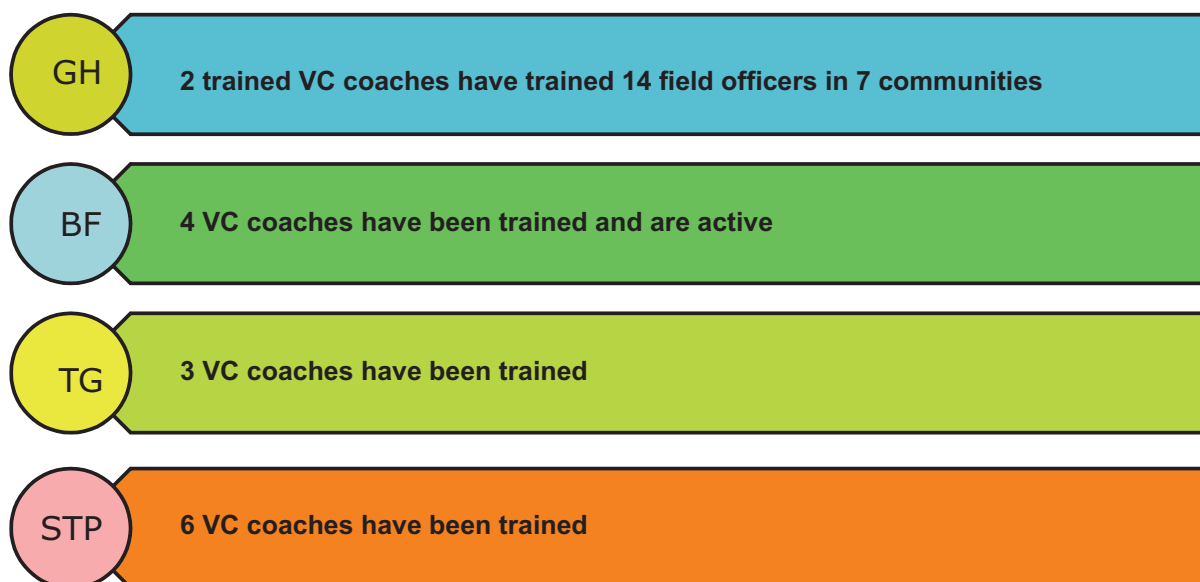 GH
2 trained VC coaches have trained 14 field officers in 7 communities
BF
4 VC coaches have been trained and are active
TG
3 VC coaches have been trained
STP
6 VC coaches have been trained